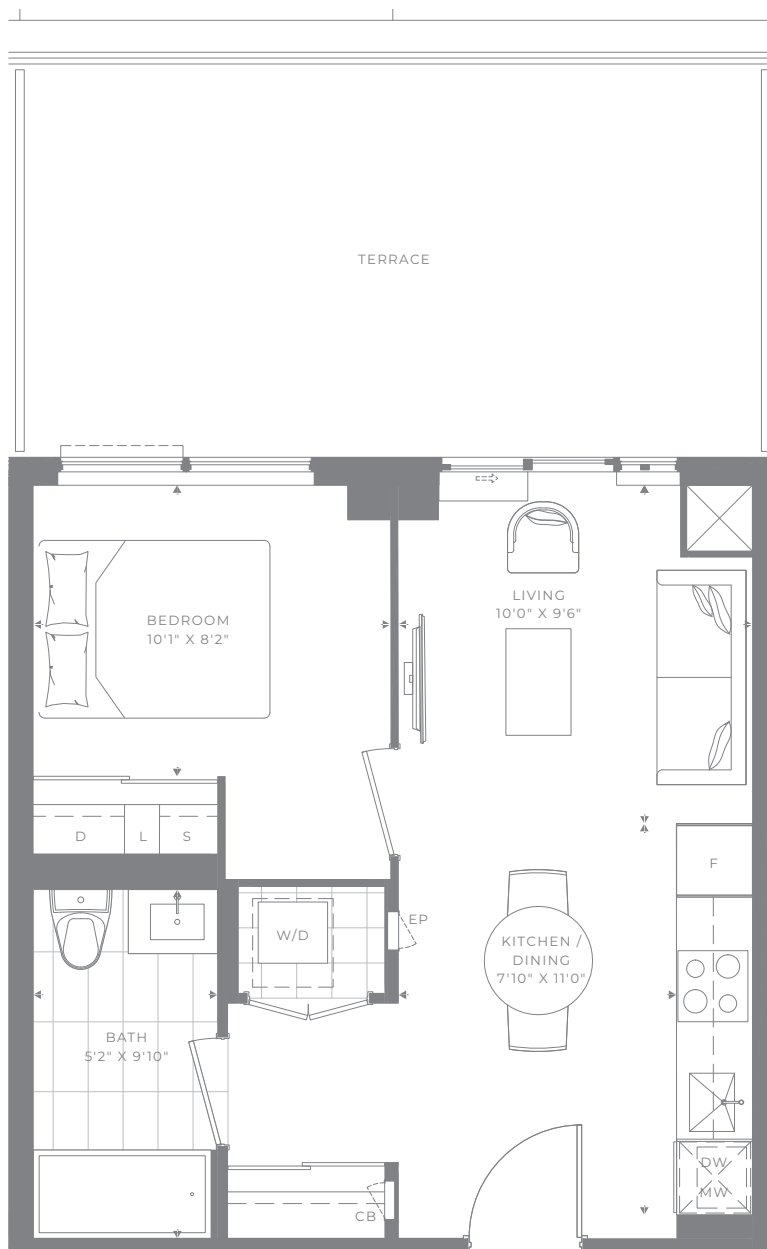 TERRACE
LIVING
10'0" X 9'6"
BEDROOM
10'1" X 8'2"
D L S
F
EP
W/D
KITCHEN /
DINING
7'10" X 11'0"
BATH
5'2" X 9'10"
DW
MW
CB